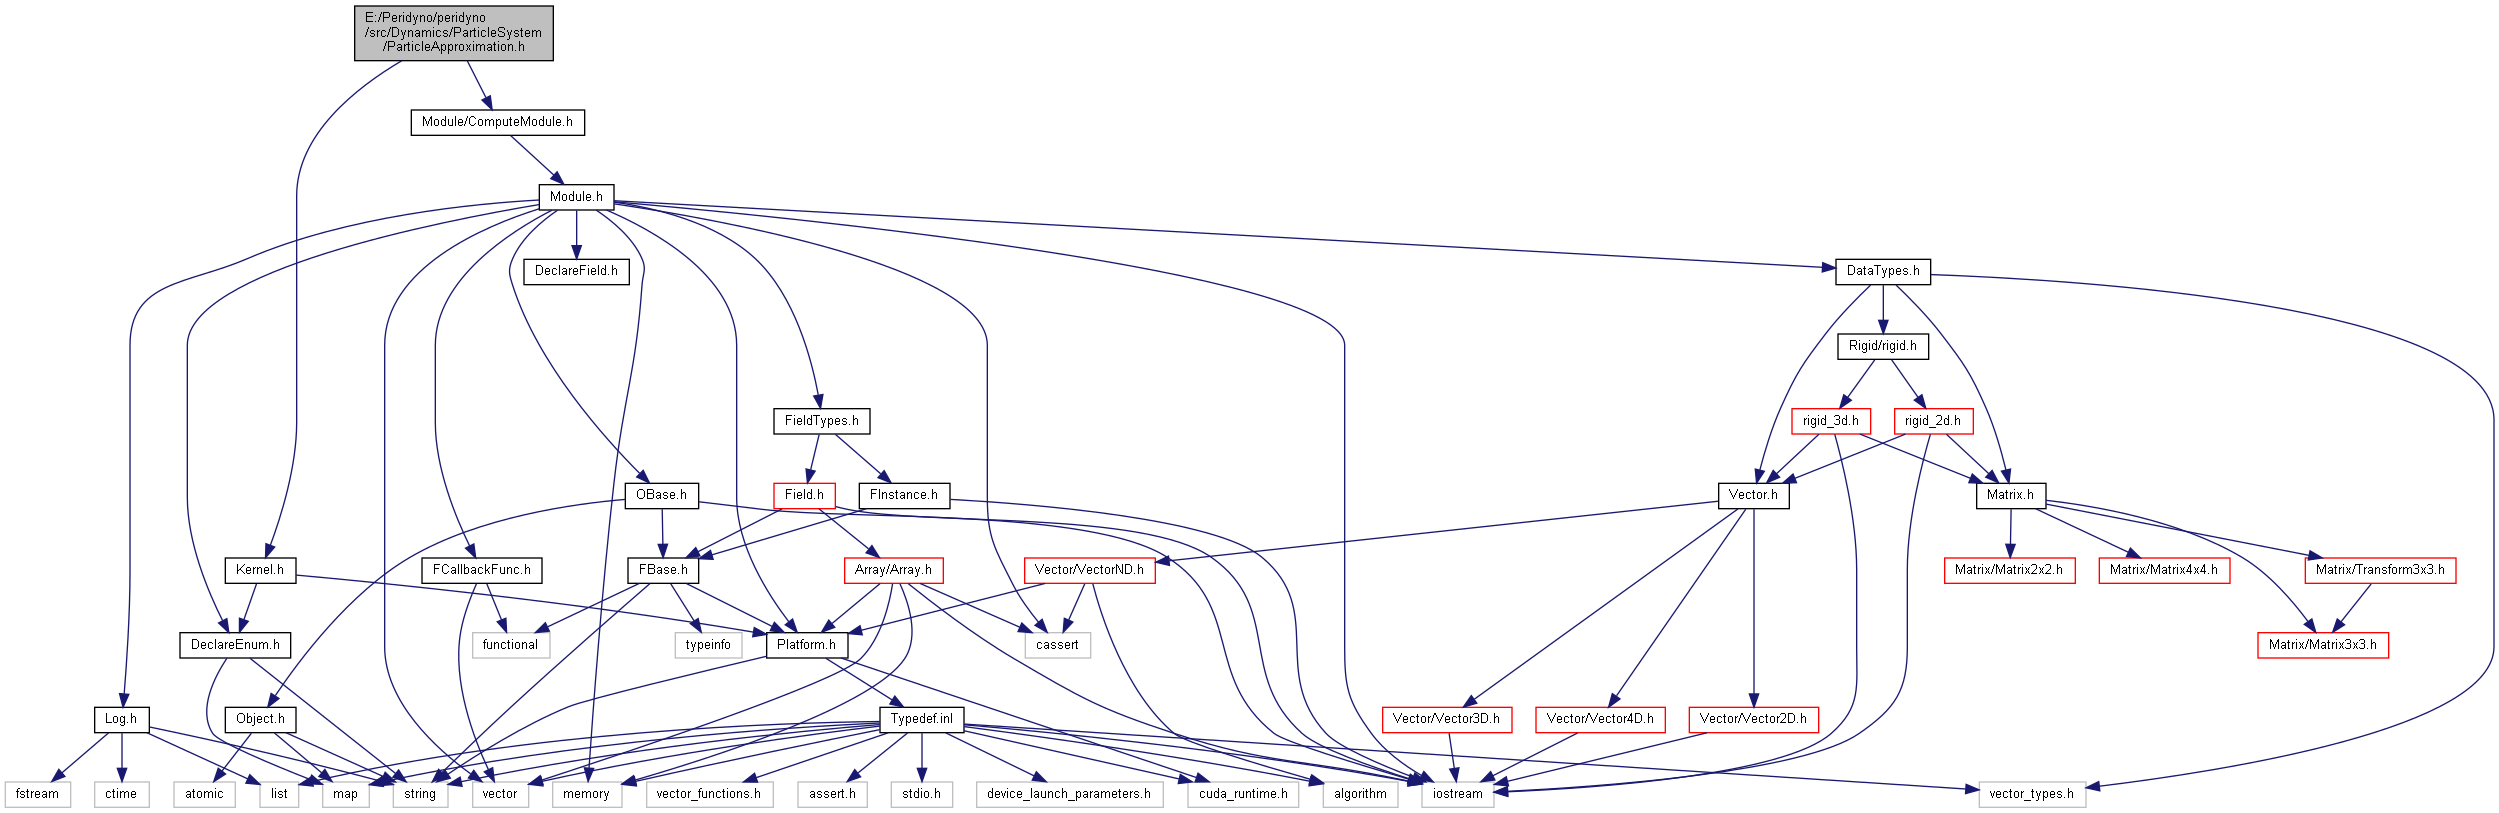 E:/Peridyno/peridyno
/src/Dynamics/ParticleSystem
/ParticleApproximation.h
Module/ComputeModule.h
Module.h
DeclareField.h
DataTypes.h
Rigid/rigid.h
FieldTypes.h
rigid_3d.h
rigid_2d.h
OBase.h
Field.h
FInstance.h
Vector.h
Matrix.h
Kernel.h
FCallbackFunc.h
FBase.h
Array/Array.h
Vector/VectorND.h
Matrix/Matrix2x2.h
Matrix/Matrix4x4.h
Matrix/Transform3x3.h
DeclareEnum.h
functional
typeinfo
Platform.h
cassert
Matrix/Matrix3x3.h
Log.h
Object.h
Typedef.inl
Vector/Vector3D.h
Vector/Vector4D.h
Vector/Vector2D.h
fstream
ctime
atomic
list
map
string
vector
memory
vector_functions.h
assert.h
stdio.h
device_launch_parameters.h
cuda_runtime.h
algorithm
iostream
vector_types.h